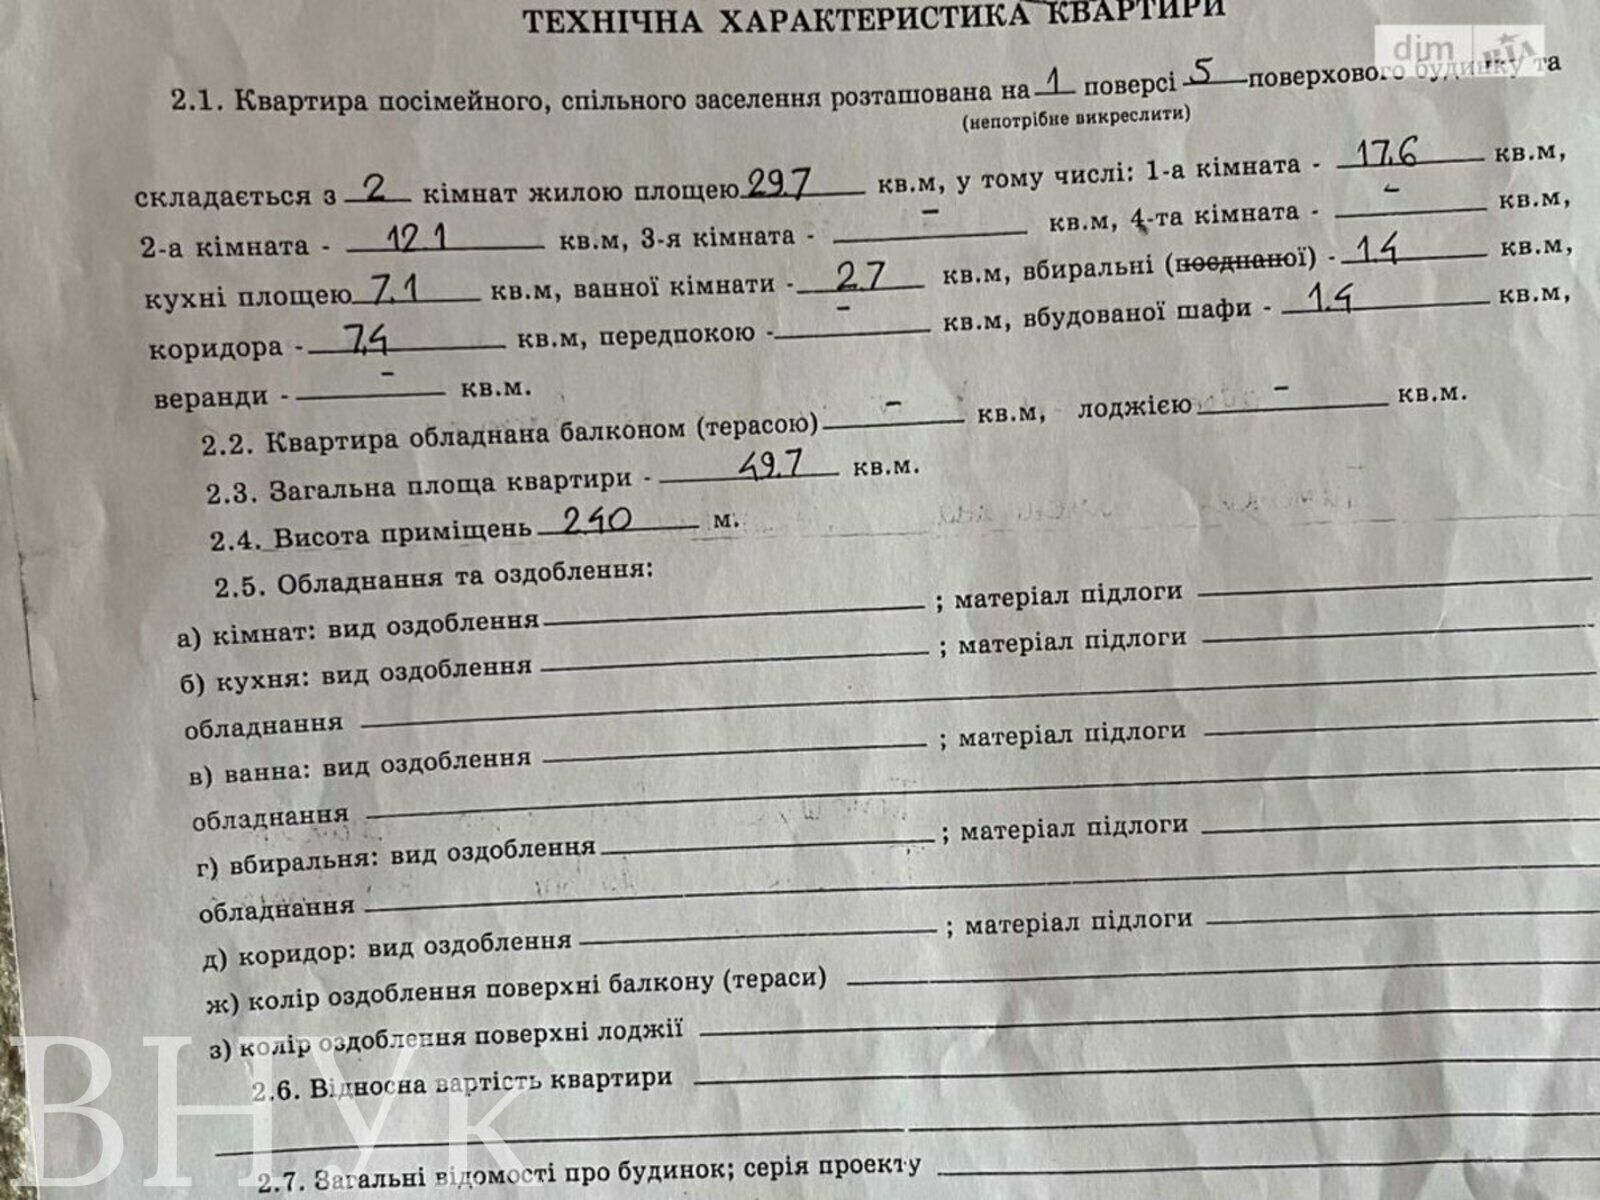 ТЕХНІЧНА ХАРАКТЕРИСТИКА КВАРТИРИ
dim RIA
2.1. Квартира посімейного, спільного заселення розташована на 1 поверсі 5 поверхового будинку та
(непотрібне викреслити)
складається з 2 кімнат жилою площею 29.7 кв.м, у тому числі: 1-а кімната - 17.6 кв.м,
2-а кімната - 12.1 кв.м, 3-я кімната - – кв.м, 4-та кімната - – кв.м,
кухні площею 7.1 кв.м, ванної кімнати - 2.7 кв.м, вбиральні (поєднаної) - 1.4 кв.м,
коридора - 7.4 кв.м, передпокою - – кв.м, вбудованої шафи - 1.4 кв.м,
веранди - – кв.м.
2.2. Квартира обладнана балконом (терасою) – кв.м, лоджією – кв.м.
2.3. Загальна площа квартири - 49.7 кв.м.
2.4. Висота приміщень 2.40 м.
2.5. Обладнання та оздоблення:
а) кімнат: вид оздоблення ; матеріал підлоги
б) кухня: вид оздоблення ; матеріал підлоги
обладнання
в) ванна: вид оздоблення ; матеріал підлоги
обладнання
г) вбиральня: вид оздоблення ; матеріал підлоги
обладнання
д) коридор: вид оздоблення ; матеріал підлоги
ж) колір оздоблення поверхні балкону (тераси)
з) колір оздоблення поверхні лоджії
2.6. Відносна вартість квартири
2.7. Загальні відомості про будинок; серія проекту
ВНУК